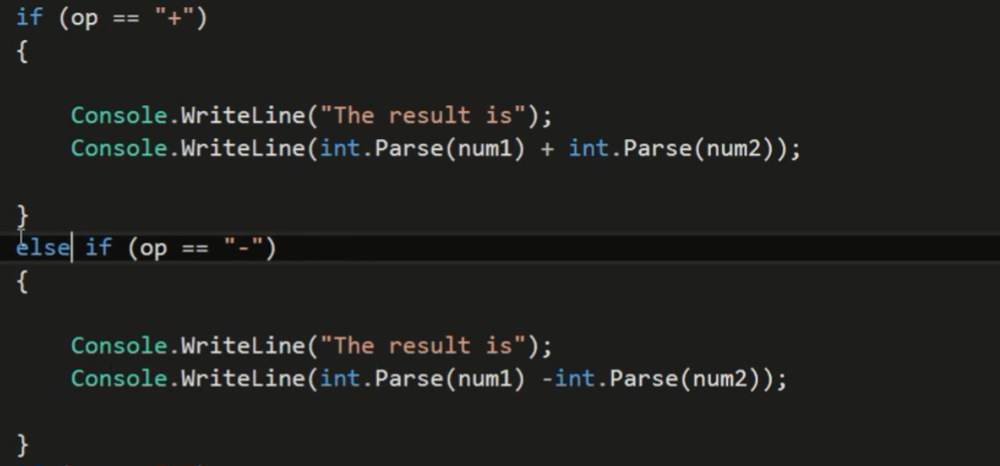 if (op == "+")
{
Console.WriteLine("The result is");
Console.WriteLine(int.Parse(num1) + int.Parse(num2));
}
else if (op == "-")
{
Console.WriteLine("The result is");
Console.WriteLine(int.Parse(num1) -int.Parse(num2));
}